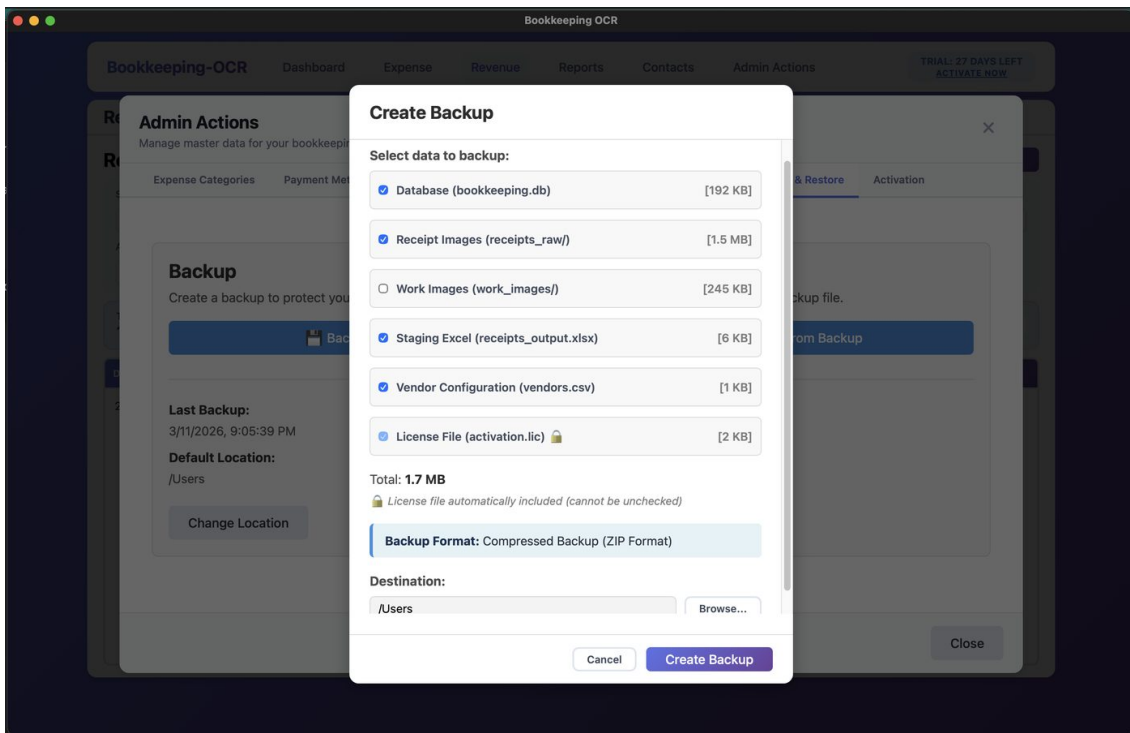 Bookkeeping OCR
Bookkeeping-OCR Dashboard Expense Revenue Reports Contacts Admin Actions TRIAL: 27 DAYS LEFT
ACTIVATE NOW
Admin Actions
Manage master data for your bookkeepin
Expense Categories Payment Met & Restore Activation
Backup
Create a backup to protect you
ckup file.
💾 Bac
rom Backup
Last Backup:
3/11/2026, 9:05:39 PM
Default Location:
/Users
Change Location
Close
Create Backup
Select data to backup:
Database (bookkeeping.db) [192 KB]
Receipt Images (receipts_raw/) [1.5 MB]
Work Images (work_images/) [245 KB]
Staging Excel (receipts_output.xlsx) [6 KB]
Vendor Configuration (vendors.csv) [1 KB]
License File (activation.lic) 🔒 [2 KB]
Total: 1.7 MB
🔒 License file automatically included (cannot be unchecked)
Backup Format: Compressed Backup (ZIP Format)
Destination:
/Users Browse...
Cancel Create Backup